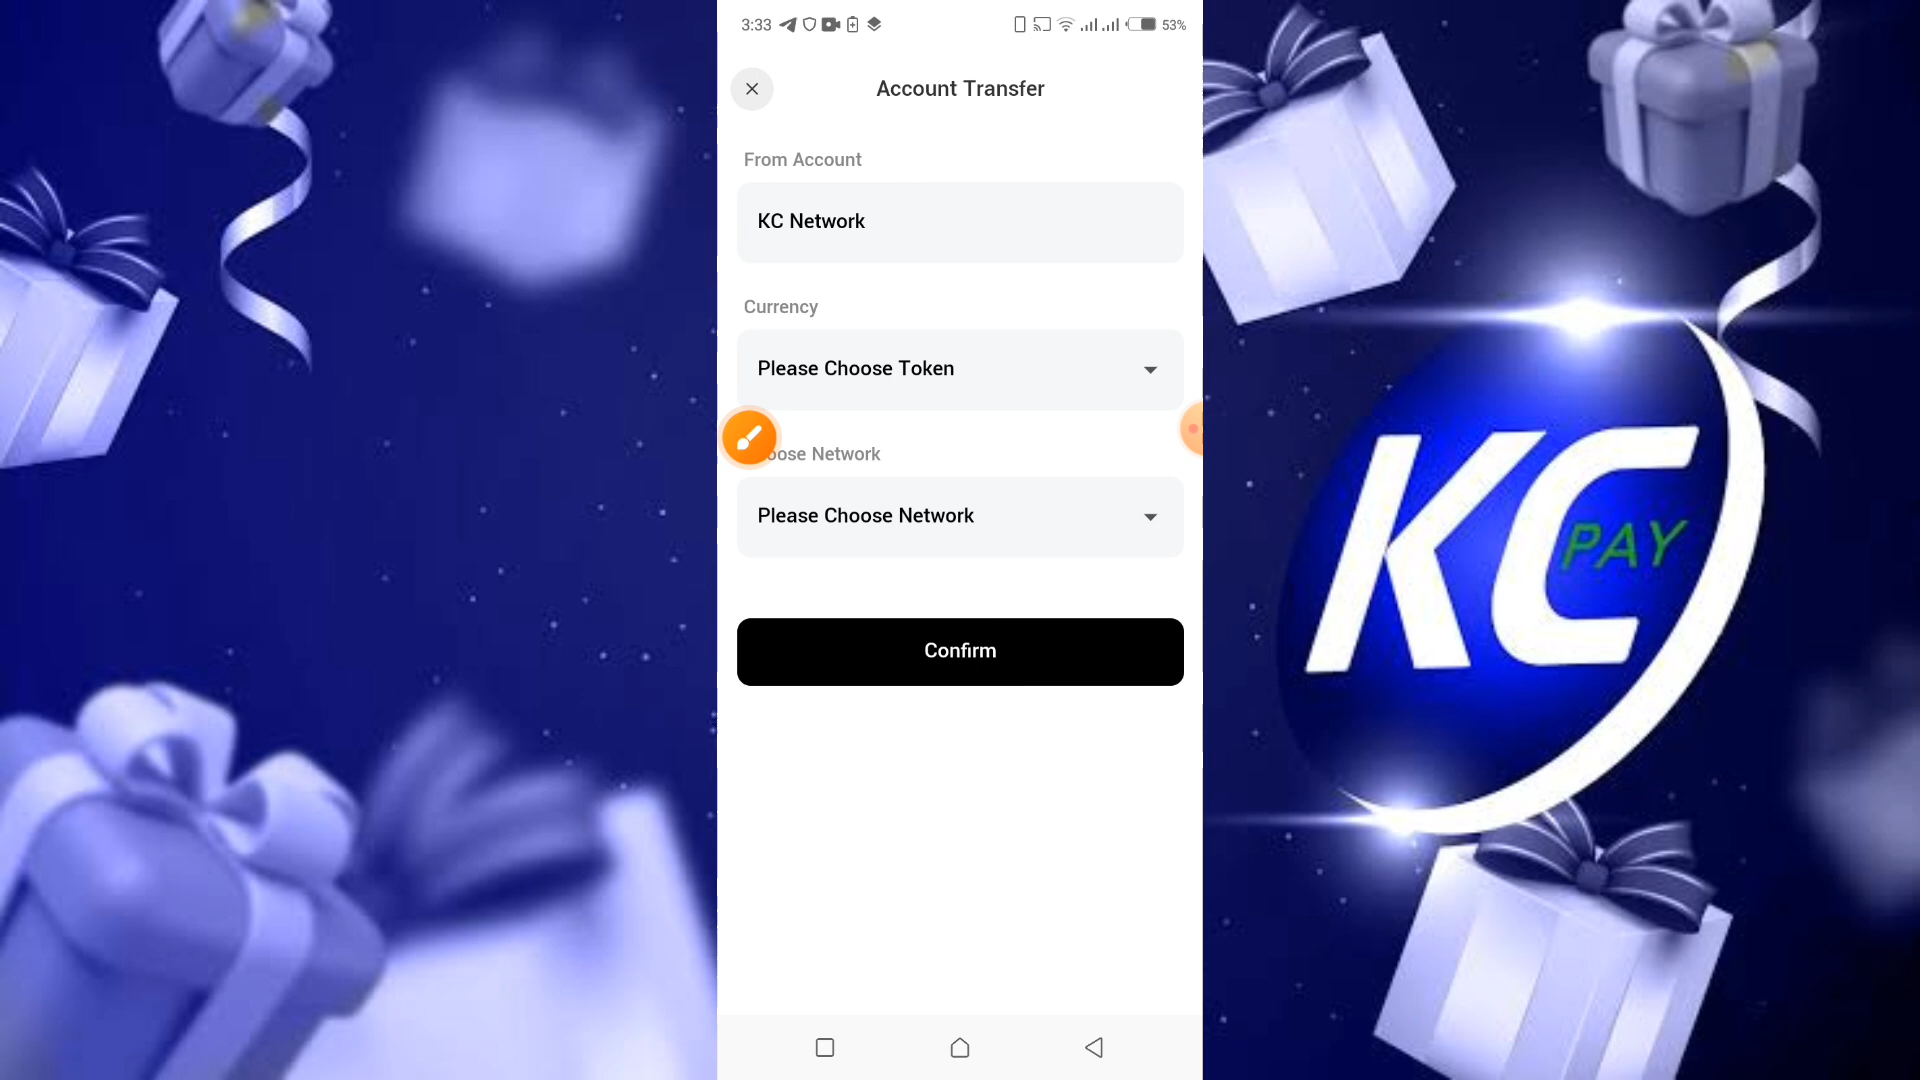 3:33
53%
Account Transfer
From Account
KC Network
Currency
Please Choose Token
oose Network
Please Choose Network
Confirm
KC
PAY